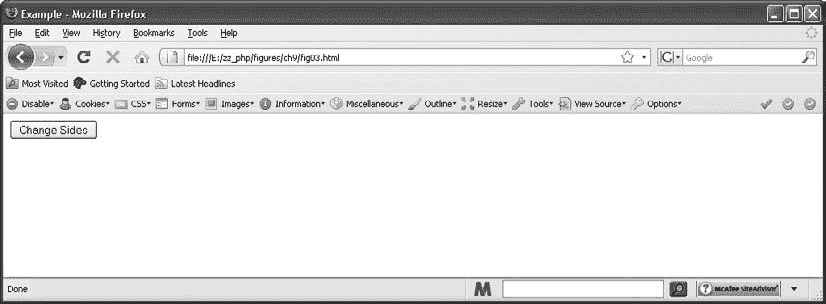 Example - Mozilla Firefox
File Edit View History Bookmarks Tools Help
file:///E:/zz_php/figures/ch9/fig03.html G Google
Most Visited Getting Started Latest Headlines
Disable Cookies CSS Forms Images Information Miscellaneous Outline Resize Tools View Source Options
Change Sides
Done M McAfee SiteAdvisor